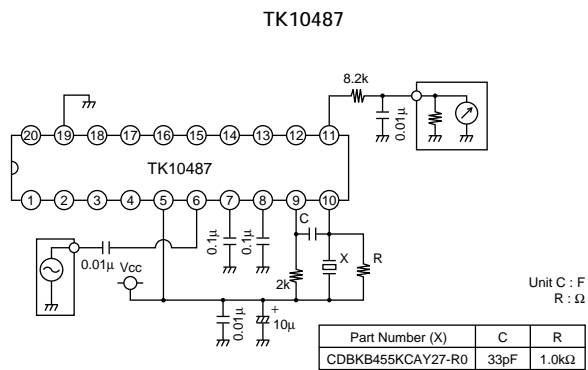 TK10487
8.2k
0.01μ
20 19 18 17 16 15 14 13 12 11
TK10487
1 2 3 4 5 6 7 8 9 10
C
0.1μ
0.1μ
X
R
0.01μ
Vcc
2k
0.01μ
+
10μ
Unit C : F
R : Ω
Part Number (X) C R
CDBKB455KCAY27-R0 33pF 1.0kΩ